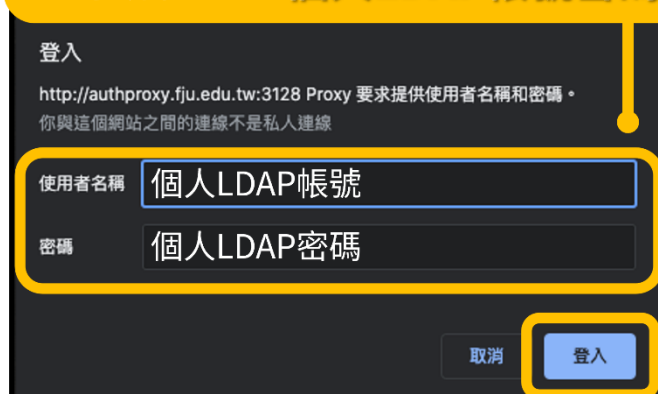 登入
http://authproxy.fju.edu.tw:3128 Proxy 要求提供使用者名稱和密碼。
你與這個網站之間的連線不是私人連線
使用者名稱 個人LDAP帳號
密碼 個人LDAP密碼
取消 登入